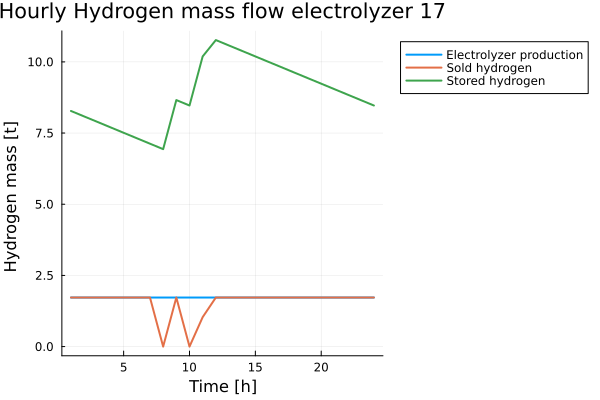 Hourly Hydrogen mass flow electrolyzer 17
Electrolyzer production
Sold hydrogen
Stored hydrogen
Hydrogen mass [t]
10.0
7.5
5.0
2.5
0.0
5
10
15
20
Time [h]